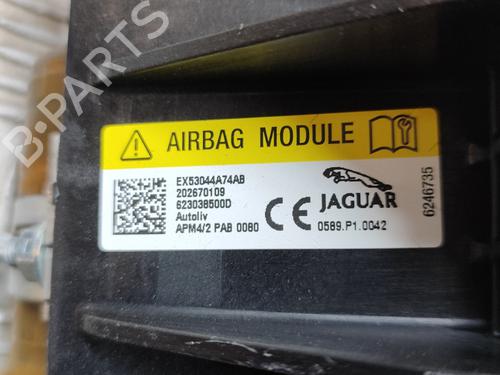 AIRBAG MODULE
EX53044A74AB
202670109
623038500D
Autoliv
APM4/2 PAB 0080
CE
JAGUAR
0589.P1.0042
6246735
B-PARTS